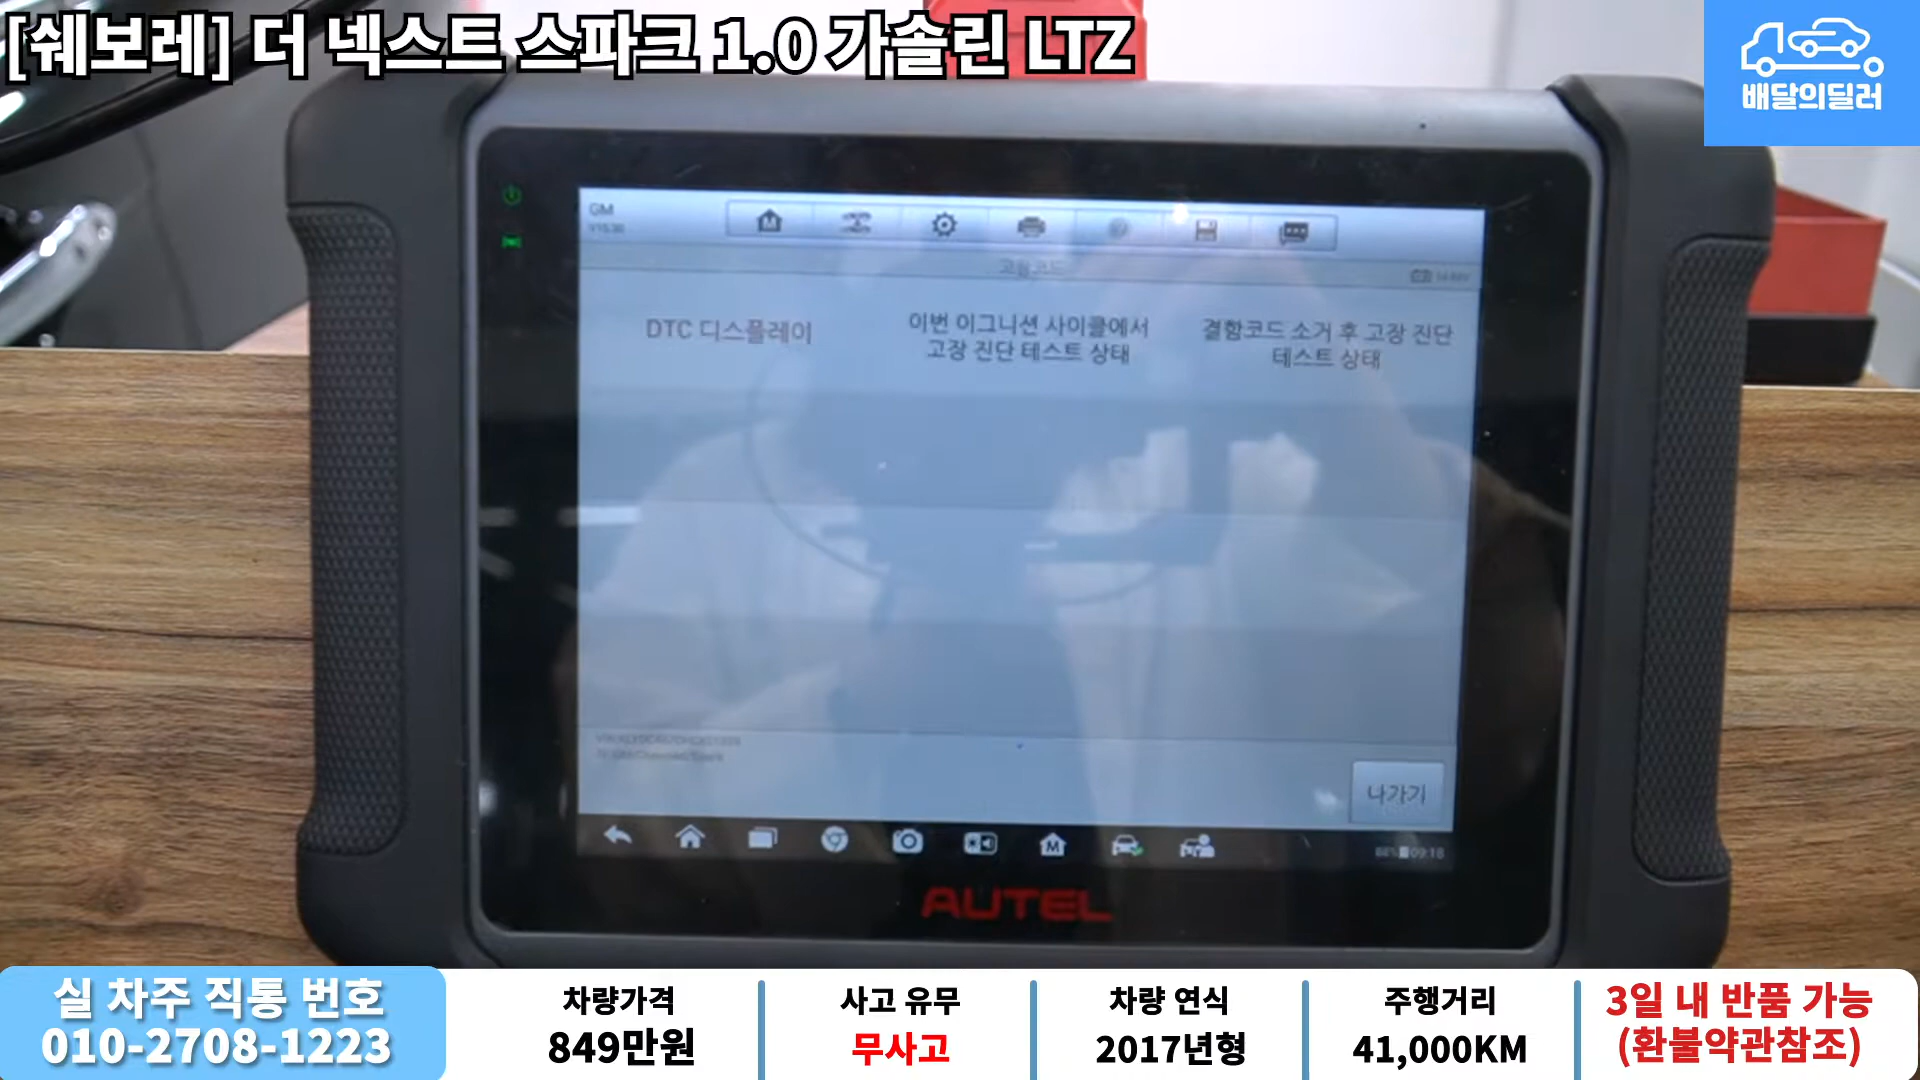 [쉐보레] 더 넥스트 스파크 1.0 가솔린 LTZ
배달의딜러
GM
고장코드
DTC 디스플레이
이번 이그니션 사이클에서
고장 진단 테스트 상태
결함코드 소거 후 고장 진단
테스트 상태
나가기
09:18
AUTEL
실 차주 직통 번호
010-2708-1223
차량가격
849만원
사고 유무
무사고
차량 연식
2017년형
주행거리
41,000KM
3일 내 반품 가능
(환불약관참조)